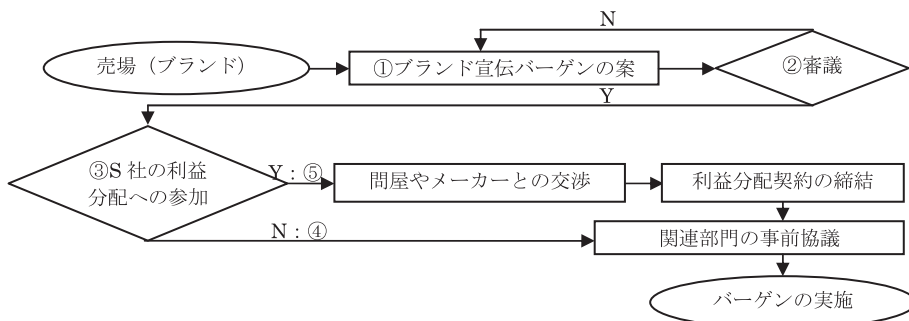 N
売場（ブランド）
①ブランド宣伝バーゲンの案
②審議
Y
③S 社の利益
分配への参加
Y：⑤
問屋やメーカーとの交渉
利益分配契約の締結
N：④
関連部門の事前協議
バーゲンの実施